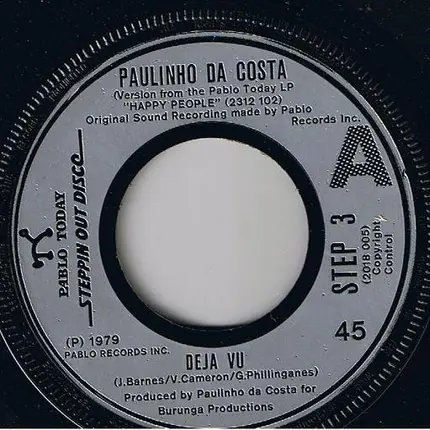 PAULINHO DA COSTA
(Version from the Pablo Today LP
"HAPPY PEOPLE" (2312 102)
Original Sound Recording made by Pablo
Records Inc.
A
PABLO TODAY
STEPPIN OUT DISCO
STEP 3
(2018 005)
Copyright
Control
(P) 1979
PABLO RECORDS INC.
45
DEJA VU
(J.Barnes/V.Cameron/G.Phillinganes)
Produced by Paulinho da Costa for
Burunga Productions